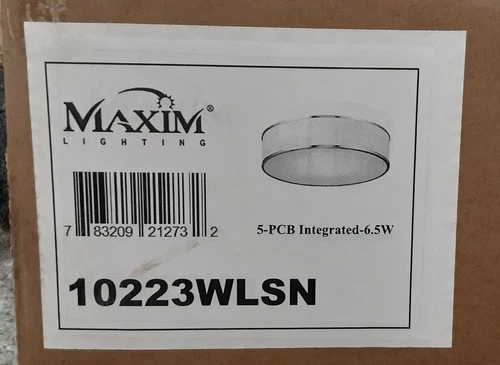 MAXIM®
LIGHTING
7 83209 21273 2
5-PCB Integrated-6.5W
10223WLSN